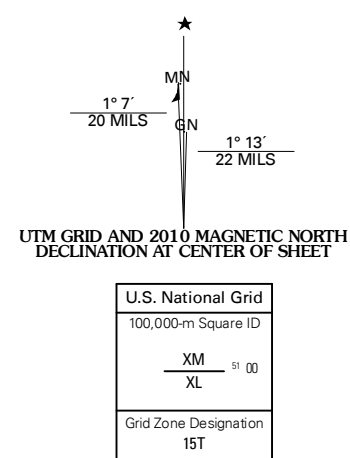 ★
MN
1° 7′
20 MILS
GN
1° 13′
22 MILS
UTM GRID AND 2010 MAGNETIC NORTH
DECLINATION AT CENTER OF SHEET
U.S. National Grid
100,000-m Square ID
XM
51 00
XL
Grid Zone Designation
15T